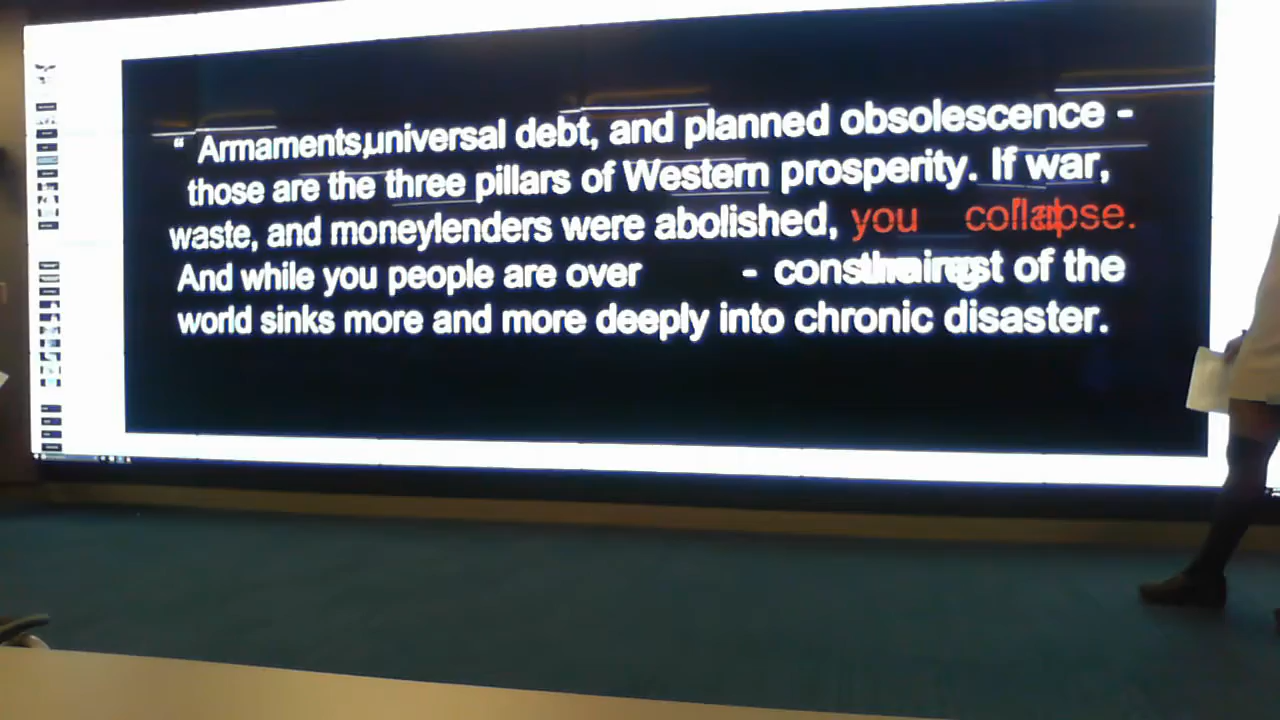 “ Armaments, universal debt, and planned obsolescence -
those are the three pillars of Western prosperity. If war,
waste, and moneylenders were abolished, you
And while you people are over - the rest of the
world sinks more and more deeply into chronic disaster.